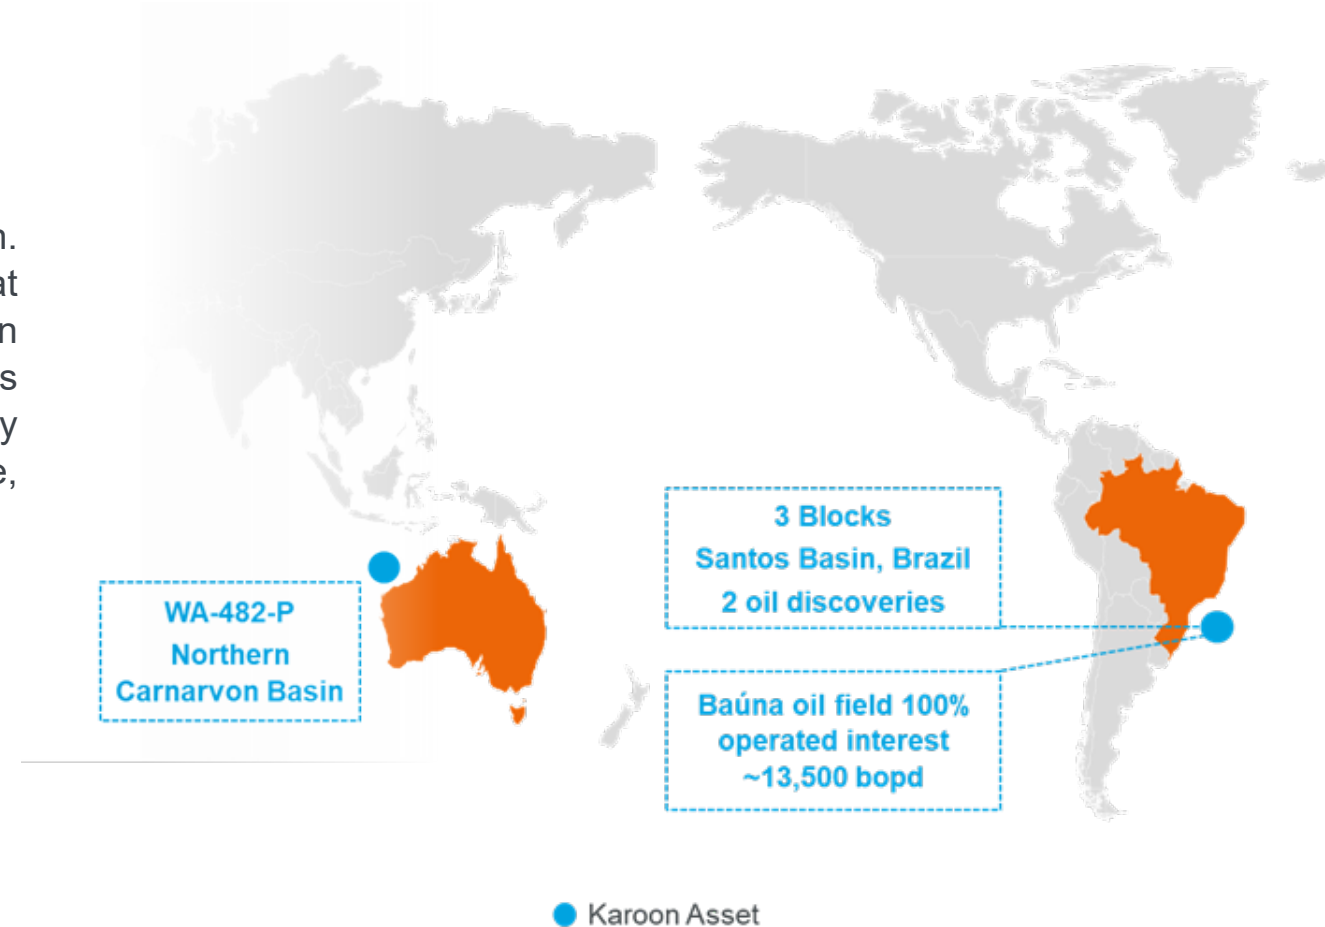 n.
at
n
s
y
e,
3 Blocks
Santos Basin, Brazil
2 oil discoveries
WA-482-P
Northern
Carnarvon Basin
Baúna oil field 100%
operated interest
~13,500 bopd
Karoon Asset